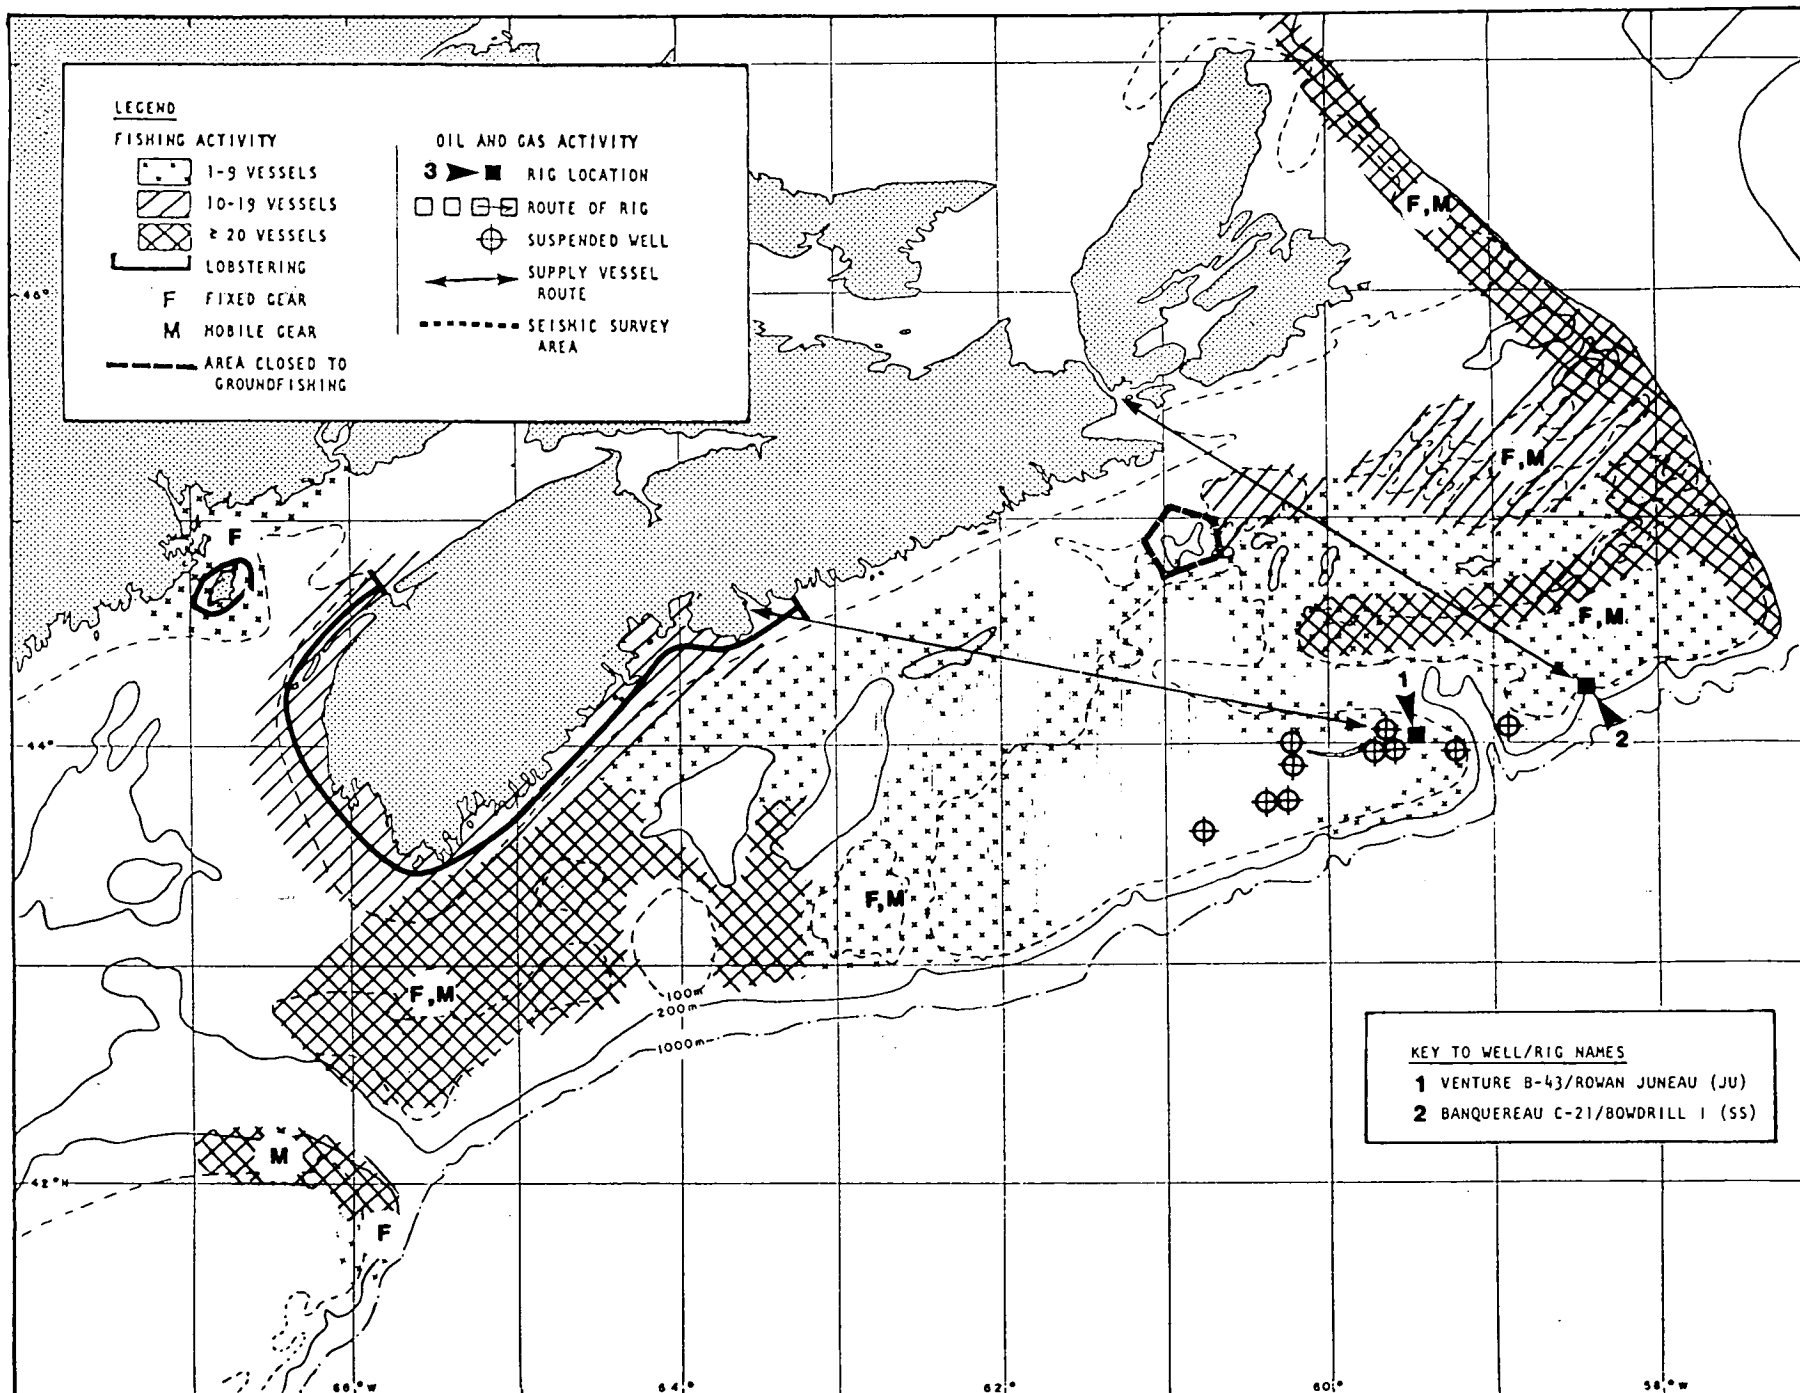 LEGEND
FISHING ACTIVITY
1-9 VESSELS
10-19 VESSELS
≥ 20 VESSELS
LOBSTERING
F FIXED GEAR
M MOBILE GEAR
AREA CLOSED TO
GROUNDFISHING
OIL AND GAS ACTIVITY
3 RIG LOCATION
ROUTE OF RIG
SUSPENDED WELL
SUPPLY VESSEL
ROUTE
SEISMIC SURVEY
AREA
F,M
46°
F,M
F
F,M
1
2
44°
F,M
F,M
100m
200m
1000m
KEY TO WELL/RIG NAMES
1 VENTURE B-43/ROWAN JUNEAU (JU)
2 BANQUEREAU C-21/BOWDRILL I (SS)
M
42°N
F
66°W
64°
62°
60°
58°W